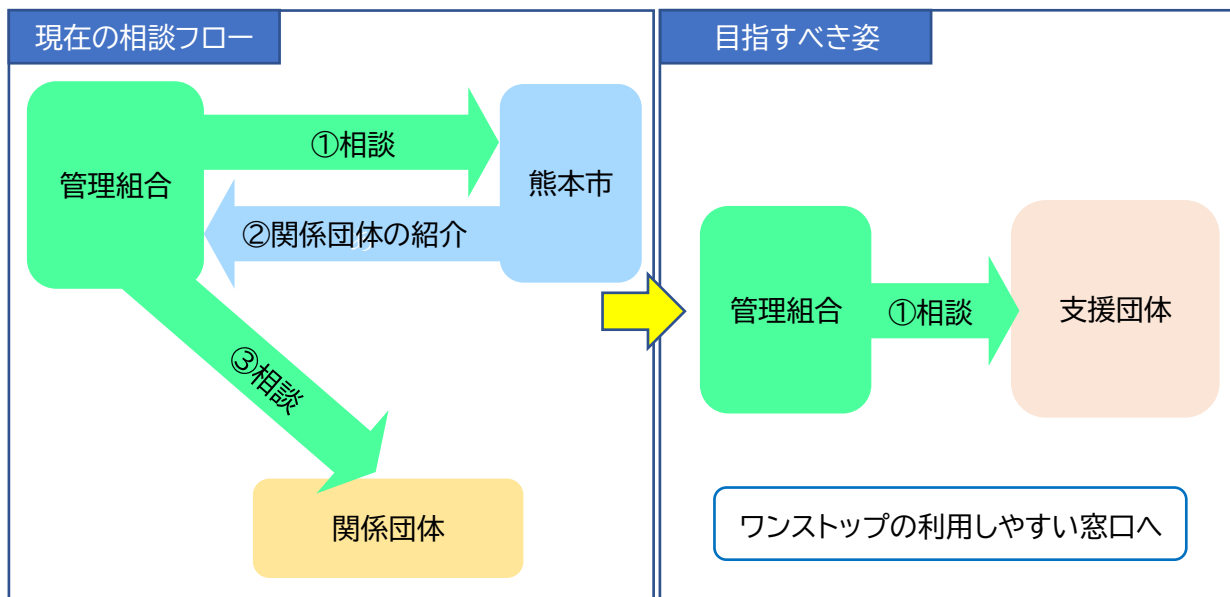 現在の相談フロー
管理組合
①相談
熊本市
②関係団体の紹介
③相談
関係団体
目指すべき姿
管理組合
①相談
支援団体
ワンストップの利用しやすい窓口へ